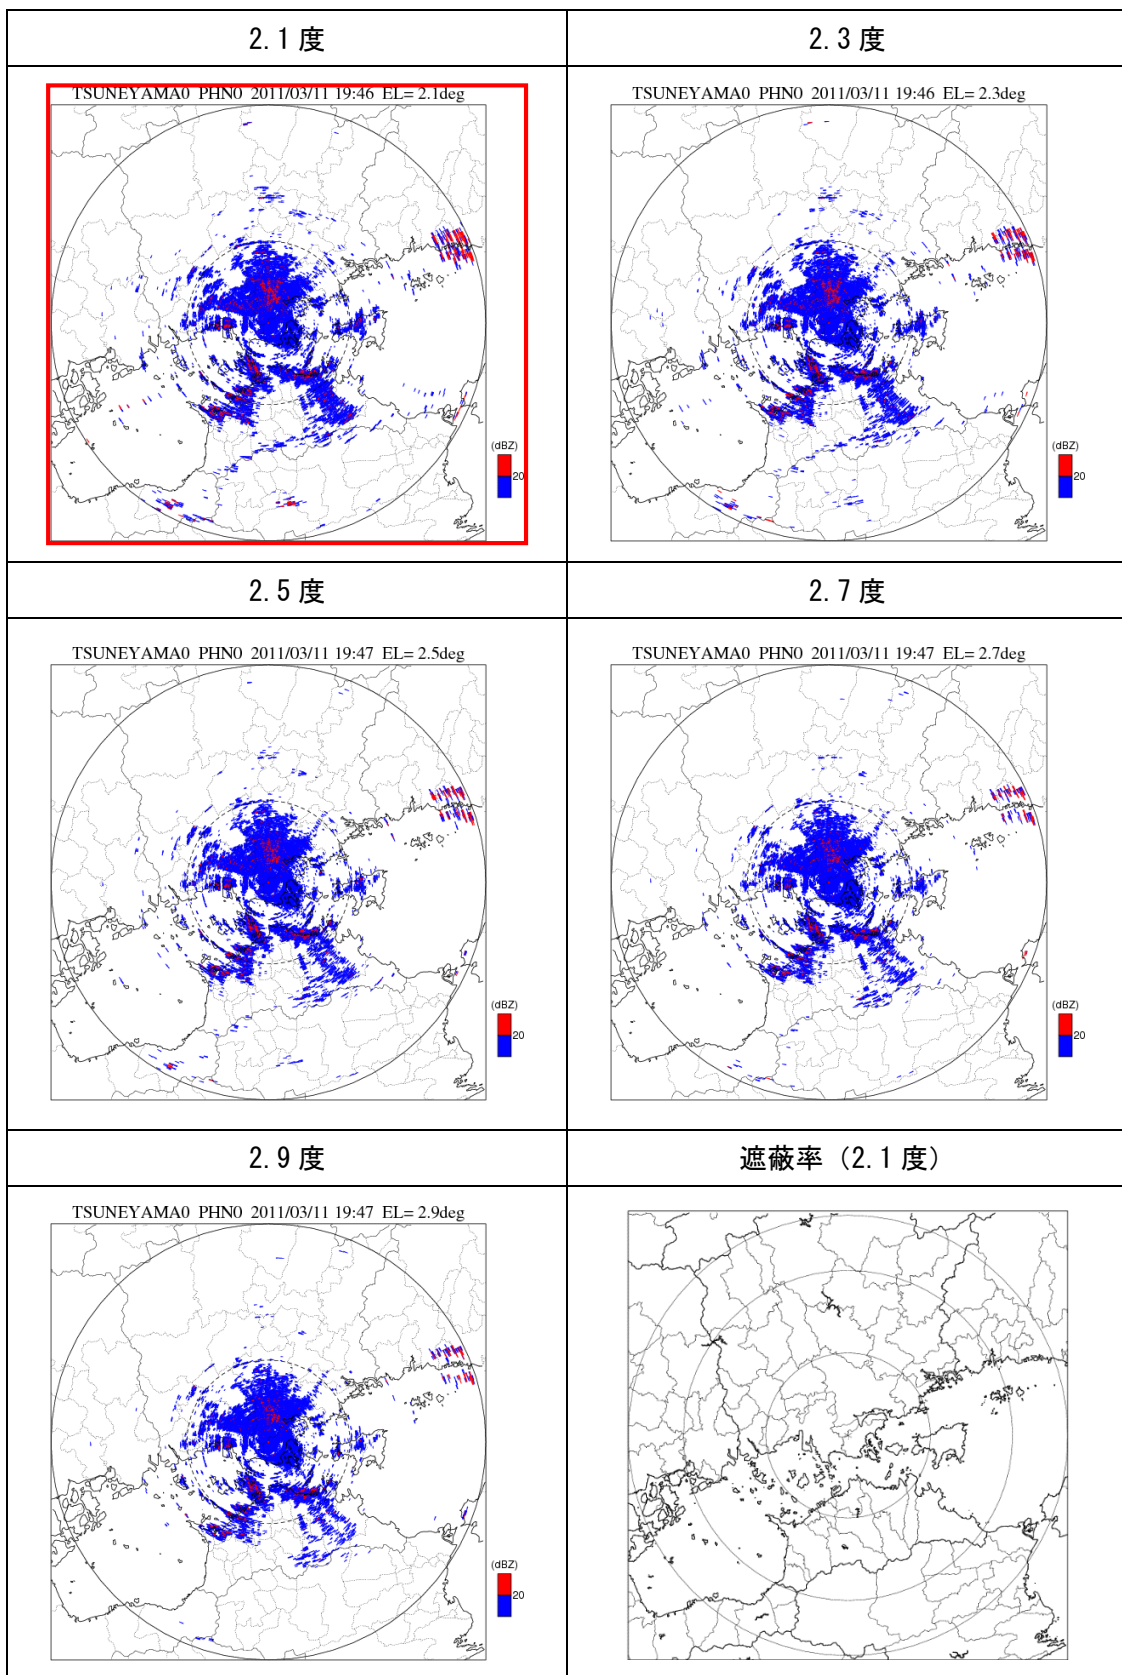 2.1度
2.3度
TSUNEYAMA0 PHN0 2011/03/11 19:46 EL= 2.1deg
(dBZ)
20
TSUNEYAMA0 PHN0 2011/03/11 19:46 EL= 2.3deg
(dBZ)
20
2.5度
2.7度
TSUNEYAMA0 PHN0 2011/03/11 19:47 EL= 2.5deg
(dBZ)
20
TSUNEYAMA0 PHN0 2011/03/11 19:47 EL= 2.7deg
(dBZ)
20
2.9度
遮蔽率（2.1度）
TSUNEYAMA0 PHN0 2011/03/11 19:47 EL= 2.9deg
(dBZ)
20